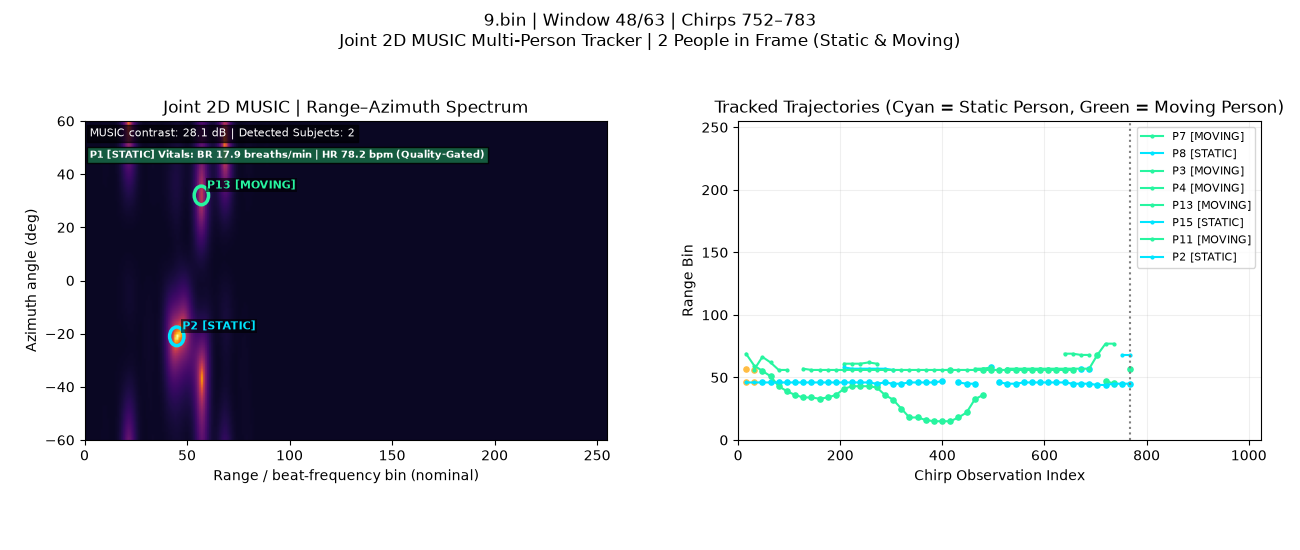 9.bin | Window 48/63 | Chirps 752–783
Joint 2D MUSIC Multi-Person Tracker | 2 People in Frame (Static & Moving)
Joint 2D MUSIC | Range–Azimuth Spectrum
MUSIC contrast: 28.1 dB | Detected Subjects: 2
P1 [STATIC] Vitals: BR 17.9 breaths/min | HR 78.2 bpm (Quality-Gated)
P13 [MOVING]
P2 [STATIC]
60
40
20
0
−20
−40
−60
Azimuth angle (deg)
0
50
100
150
200
250
Range / beat-frequency bin (nominal)
Tracked Trajectories (Cyan = Static Person, Green = Moving Person)
P7 [MOVING]
P8 [STATIC]
P3 [MOVING]
P4 [MOVING]
P13 [MOVING]
P15 [STATIC]
P11 [MOVING]
P2 [STATIC]
250
200
150
100
50
0
Range Bin
0
200
400
600
800
1000
Chirp Observation Index